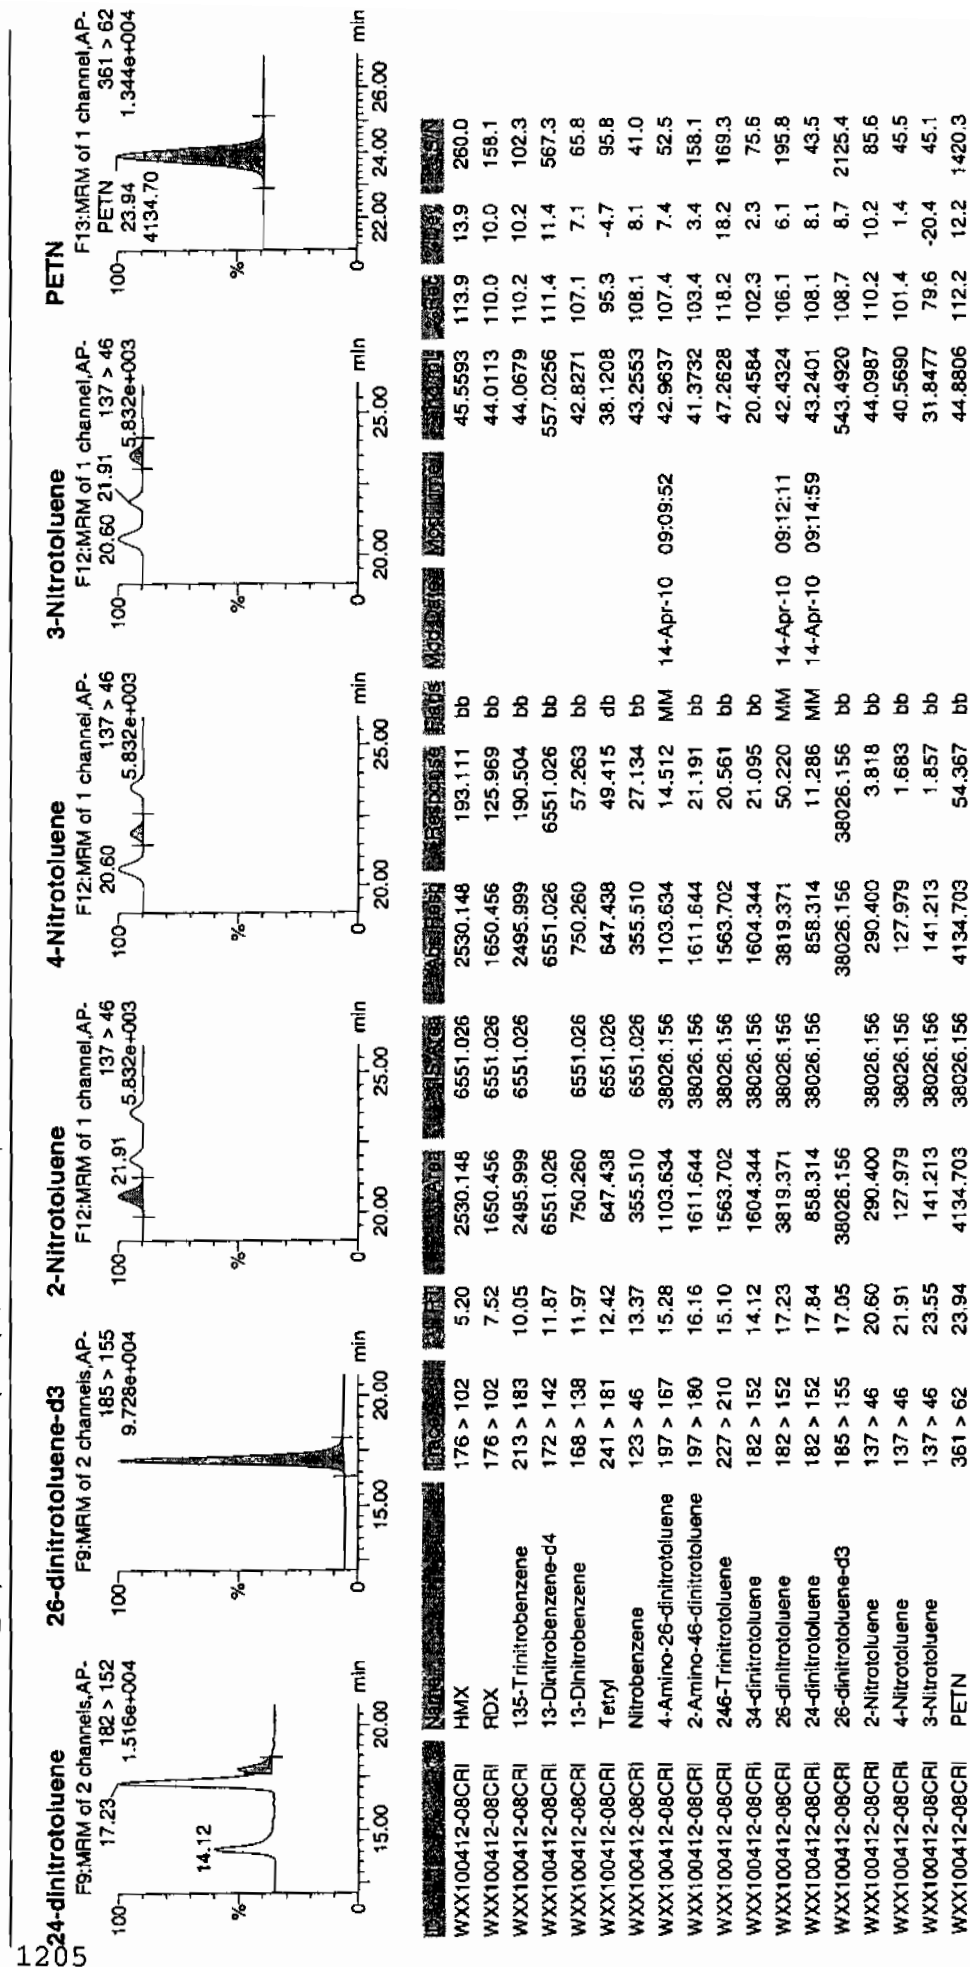 1205
24-dinitrotoluene
F9:MRM of 2 channels,AP-
182 > 152
1.516e+004
17.23
14.12
100
%
0
15.00
20.00
min
26-dinitrotoluene-d3
F9:MRM of 2 channels,AP-
185 > 155
9.728e+004
100
%
0
15.00
20.00
min
2-Nitrotoluene
F12:MRM of 1 channel,AP-
137 > 46
5.832e+003
21.91
100
%
0
20.00
25.00
min
4-Nitrotoluene
F12:MRM of 1 channel,AP-
137 > 46
5.832e+003
20.60
100
%
0
20.00
25.00
min
3-Nitrotoluene
F12:MRM of 1 channel,AP-
137 > 46
5.832e+003
20.60 21.91
100
%
0
20.00
25.00
min
PETN
F13:MRM of 1 channel,AP-
361 > 62
1.344e+004
PETN
23.94
4134.70
100
%
0
22.00
24.00
26.00
min
Name Trace RT Area IS Area Abs Resp Response Flags Mod Date Mod Time %Rec %Dev S/N
WXX100412-08CRI HMX 176 > 102 5.20 2530.148 6551.026 2530.148 193.111 bb 45.5593 113.9 13.9 260.0
WXX100412-08CRI RDX 176 > 102 7.52 1650.456 6551.026 1650.456 125.969 bb 44.0113 110.0 10.0 158.1
WXX100412-08CRI 135-Trinitrobenzene 213 > 183 10.05 2495.999 6551.026 2495.999 190.504 bb 44.0679 110.2 10.2 102.3
WXX100412-08CRI 13-Dinitrobenzene-d4 172 > 142 11.87 6551.026 6551.026 6551.026 bb 557.0256 111.4 11.4 567.3
WXX100412-08CRI 13-Dinitrobenzene 168 > 138 11.97 750.260 6551.026 750.260 57.263 bb 42.8271 107.1 7.1 65.8
WXX100412-08CRI Tetryl 241 > 181 12.42 647.438 6551.026 647.438 49.415 db 38.1208 95.3 -4.7 95.8
WXX100412-08CRI Nitrobenzene 123 > 46 13.37 355.510 6551.026 355.510 27.134 bb 43.2553 108.1 8.1 41.0
WXX100412-08CRI 4-Amino-26-dinitrotoluene 197 > 167 15.28 1103.634 38026.156 1103.634 14.512 MM 14-Apr-10 09:09:52 42.9637 107.4 7.4 52.5
WXX100412-08CRI 2-Amino-46-dinitrotoluene 197 > 180 16.16 1611.644 38026.156 1611.644 21.191 bb 41.3732 103.4 3.4 158.1
WXX100412-08CRI 246-Trinitrotoluene 227 > 210 15.10 1563.702 38026.156 1563.702 20.561 bb 47.2628 118.2 18.2 169.3
WXX100412-08CRI 34-dinitrotoluene 182 > 152 14.12 1604.344 38026.156 1604.344 21.095 bb 20.4584 102.3 2.3 75.6
WXX100412-08CRI 26-dinitrotoluene 182 > 152 17.23 3819.371 38026.156 3819.371 50.220 MM 14-Apr-10 09:12:11 42.4324 106.1 6.1 195.8
WXX100412-08CRI 24-dinitrotoluene 182 > 152 17.84 858.314 38026.156 858.314 11.286 MM 14-Apr-10 09:14:59 43.2401 108.1 8.1 43.5
WXX100412-08CRI 26-dinitrotoluene-d3 185 > 155 17.05 38026.156 38026.156 38026.156 bb 543.4920 108.7 8.7 2125.4
WXX100412-08CRI 2-Nitrotoluene 137 > 46 20.60 290.400 38026.156 290.400 3.818 bb 44.0987 110.2 10.2 85.6
WXX100412-08CRI 4-Nitrotoluene 137 > 46 21.91 127.979 38026.156 127.979 1.683 bb 40.5690 101.4 1.4 45.5
WXX100412-08CRI 3-Nitrotoluene 137 > 46 23.55 141.213 38026.156 141.213 1.857 bb 31.8477 79.6 -20.4 45.1
WXX100412-08CRI PETN 361 > 62 23.94 4134.703 38026.156 4134.703 54.367 bb 44.8806 112.2 12.2 1420.3